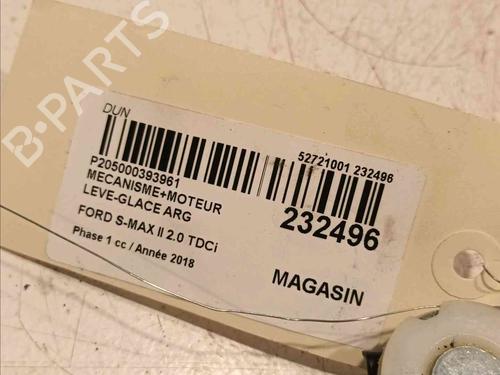 B-PARTS
DUN
52721001 232496
P205000393961
MECANISME+MOTEUR
LEVE-GLACE ARG
232496
FORD S-MAX II 2.0 TDCi
Phase 1 cc / Année 2018
MAGASIN